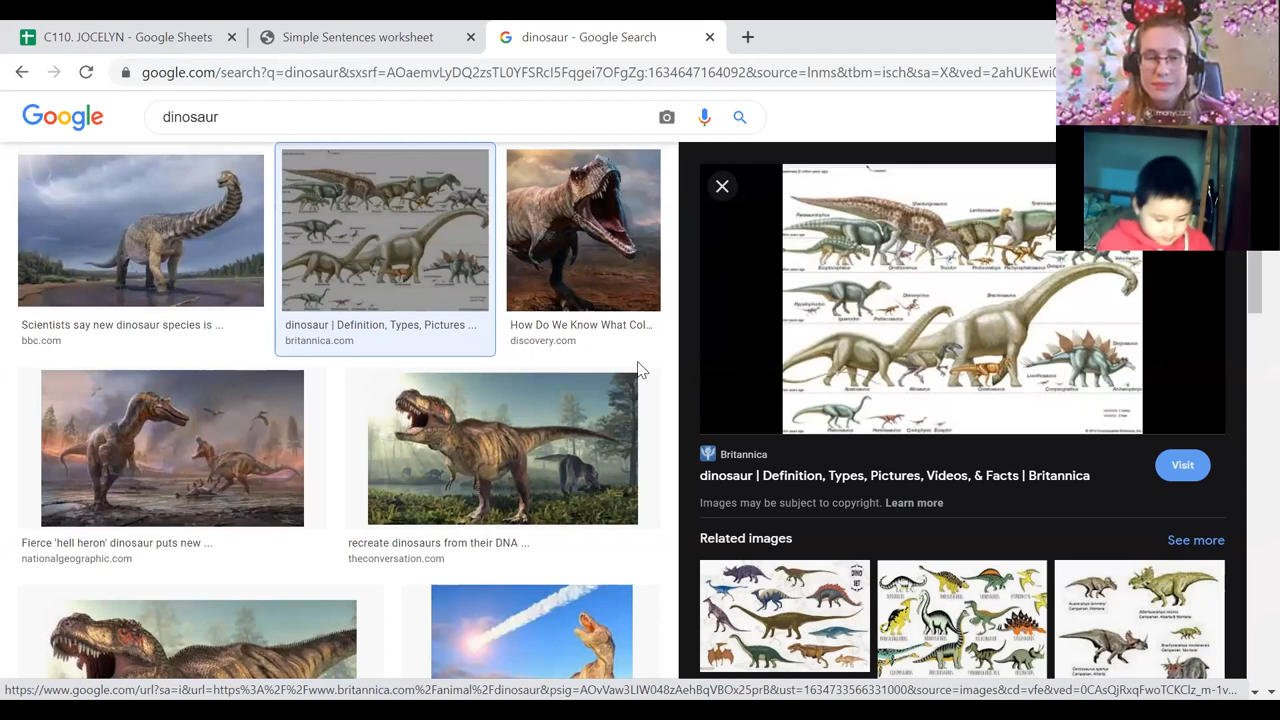 C110. JOCELYN - Google Sheets
Simple Sentences worksheet
dinosaur - Google Search
google.com/search?q=dinosaur&sxsrf=AOaemvLyDQ2zsTL0YFSRcl5Fqgei7OFgZg:1634647164092&source=lnms&tbm=isch&sa=X&ved=2ahUKEwi
Google
dinosaur
Scientists say new dinosaur species is ...
bbc.com
dinosaur | Definition, Types, Pictures ...
britannica.com
How Do We Know What Col...
discovery.com
Fierce 'hell heron' dinosaur puts new ...
nationalgeographic.com
recreate dinosaurs from their DNA ...
theconversation.com
Britannica
dinosaur | Definition, Types, Pictures, Videos, & Facts | Britannica
Visit
Images may be subject to copyright. Learn more
Related images
See more
https://www.google.com/url?sa=i&url=https%3A%2F%2Fwww.britannica.com%2Fanimal%2Fdinosaur&psig=AOvVaw3LIW048zAehBqVBOx25prB&ust=1634733566331000&source=images&cd=vfe&ved=0CAsQjRxqFwoTCKClz_m-1v...